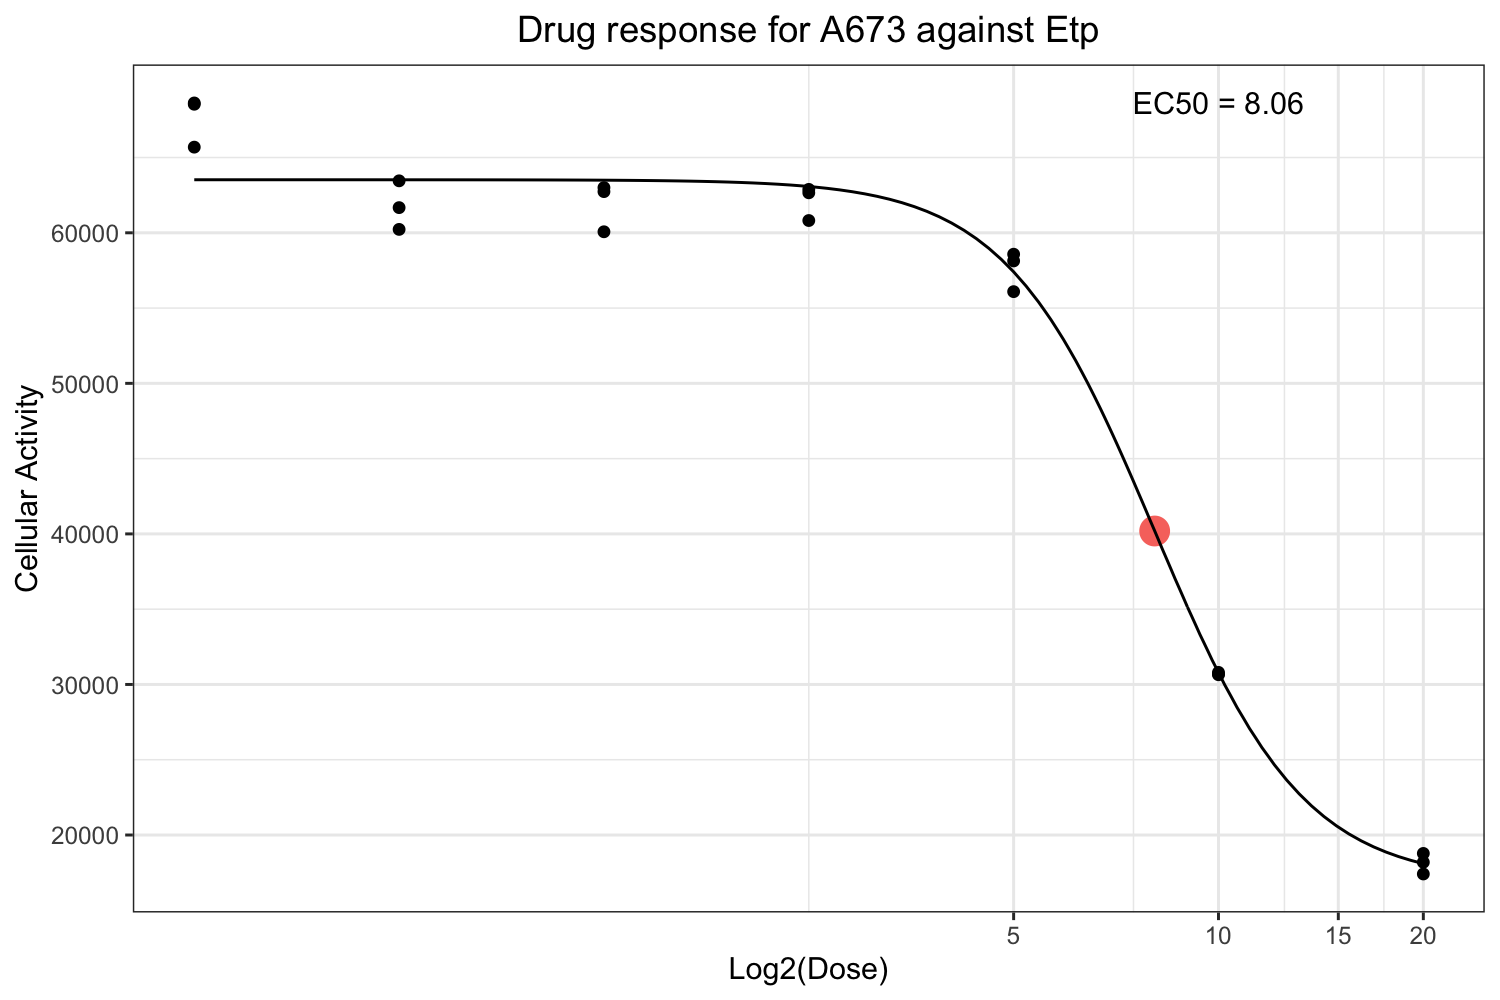 Drug response for A673 against Etp
EC50 = 8.06
60000
50000
40000
30000
20000
Cellular Activity
5 10 15 20
Log2(Dose)